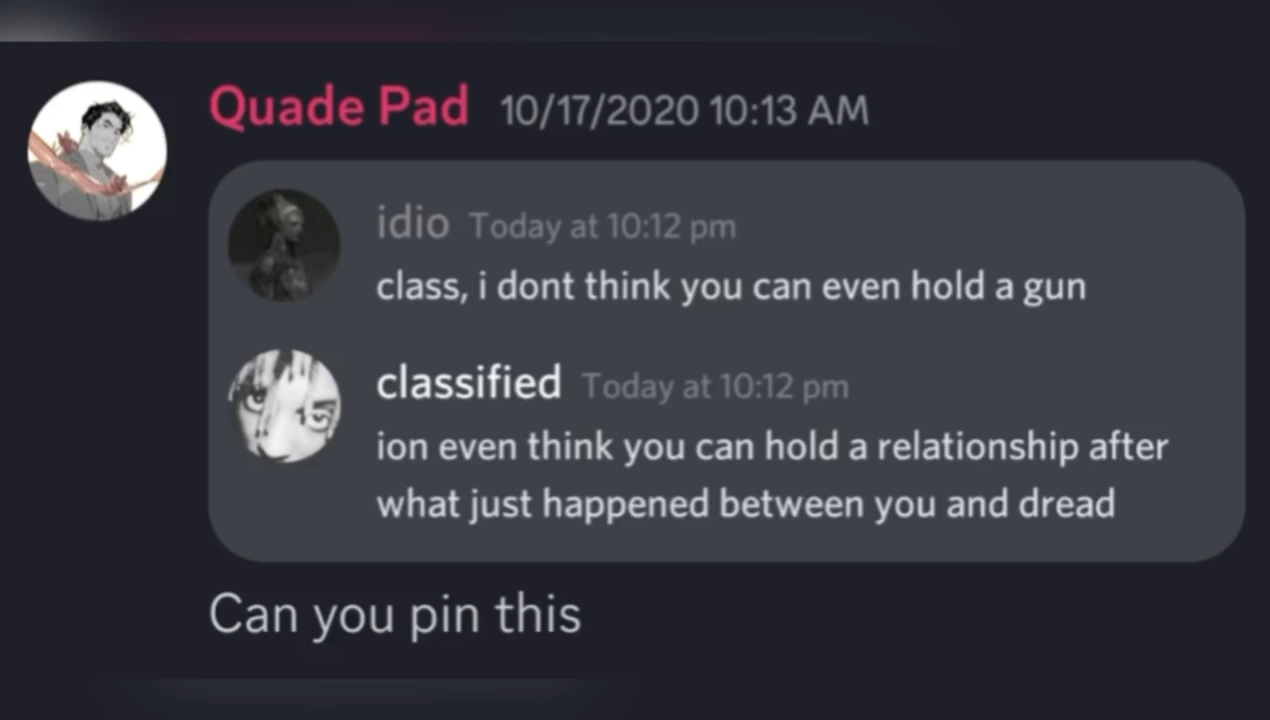 Quade Pad 10/17/2020 10:13 AM
idio Today at 10:12 pm
class, i dont think you can even hold a gun
classified Today at 10:12 pm
ion even think you can hold a relationship after
what just happened between you and dread
Can you pin this